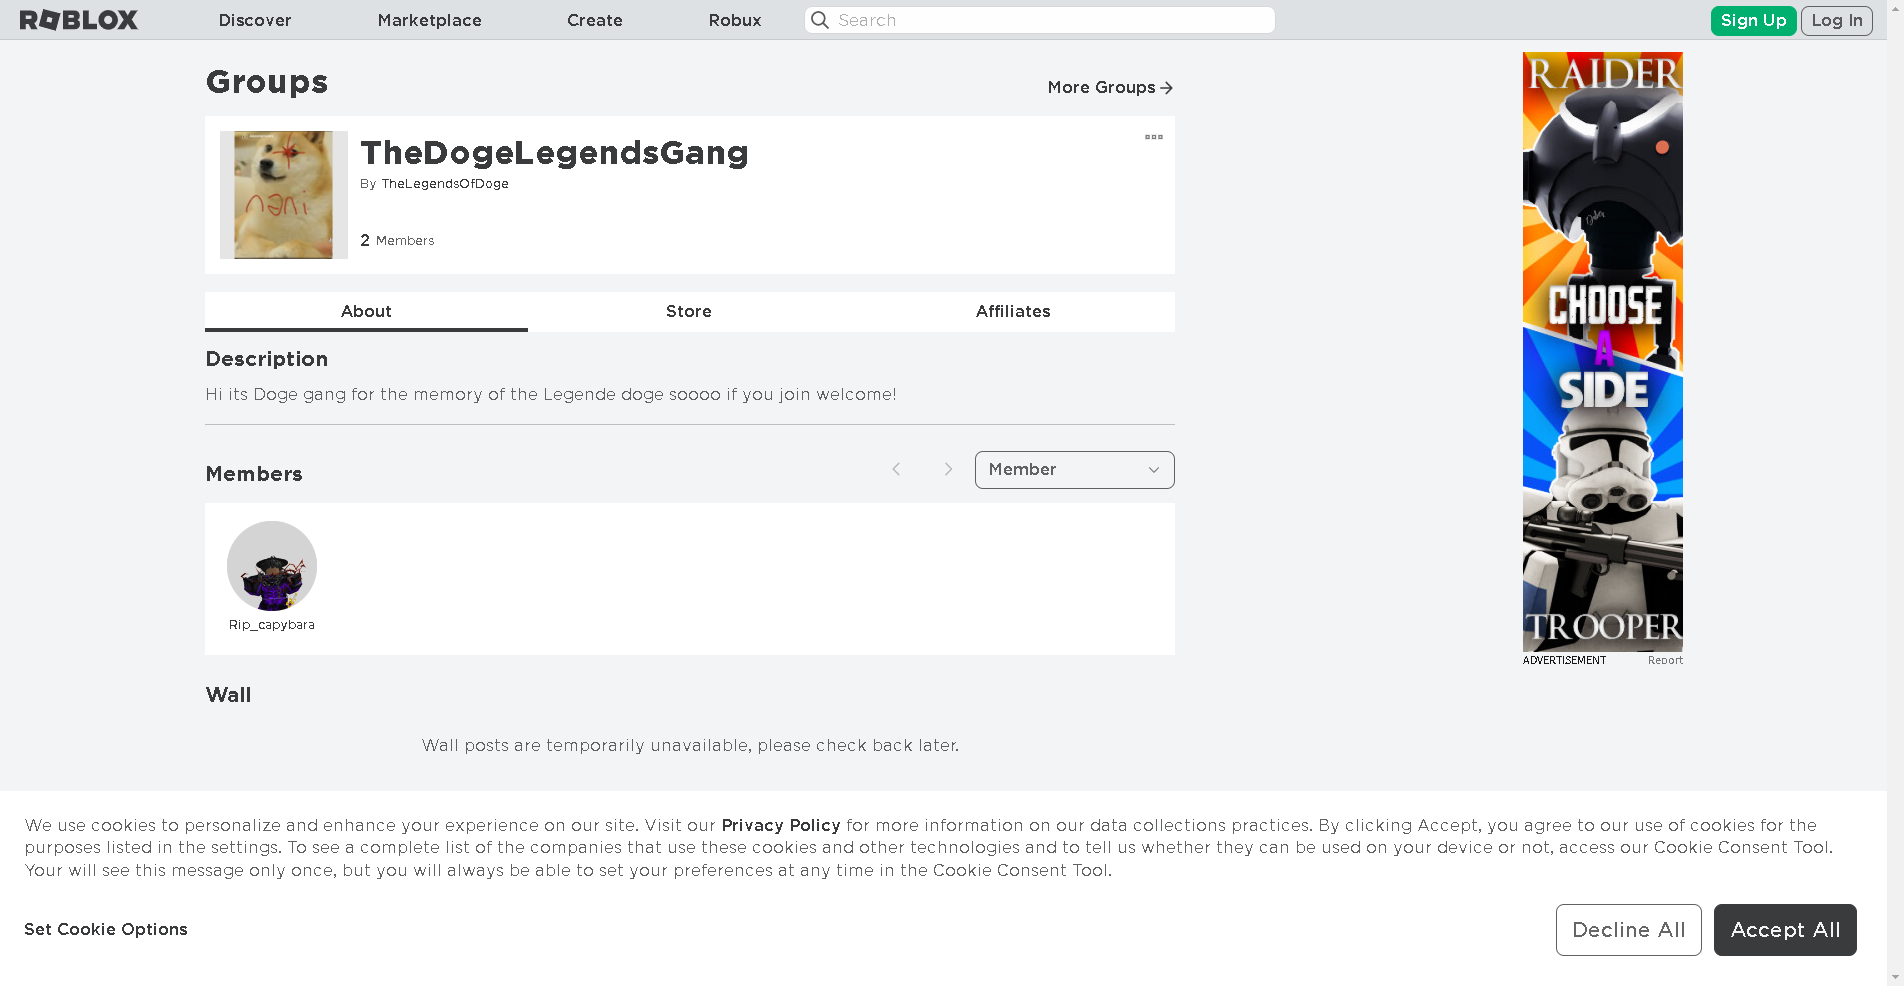 ROBLOX
Discover
Marketplace
Create
Robux
Search
Sign Up
Log In
Groups
More Groups
TheDogeLegendsGang
By TheLegendsOfDoge
2 Members
About
Store
Affiliates
Description
Hi its Doge gang for the memory of the Legende doge soooo if you join welcome!
Members
Member
Rip_capybara
Wall
Wall posts are temporarily unavailable, please check back later.
RAIDER
CHOOSE
A
SIDE
TROOPER
ADVERTISEMENT
Report
We use cookies to personalize and enhance your experience on our site. Visit our Privacy Policy for more information on our data collections practices. By clicking Accept, you agree to our use of cookies for the
purposes listed in the settings. To see a complete list of the companies that use these cookies and other technologies and to tell us whether they can be used on your device or not, access our Cookie Consent Tool.
Your will see this message only once, but you will always be able to set your preferences at any time in the Cookie Consent Tool.
Set Cookie Options
Decline All
Accept All